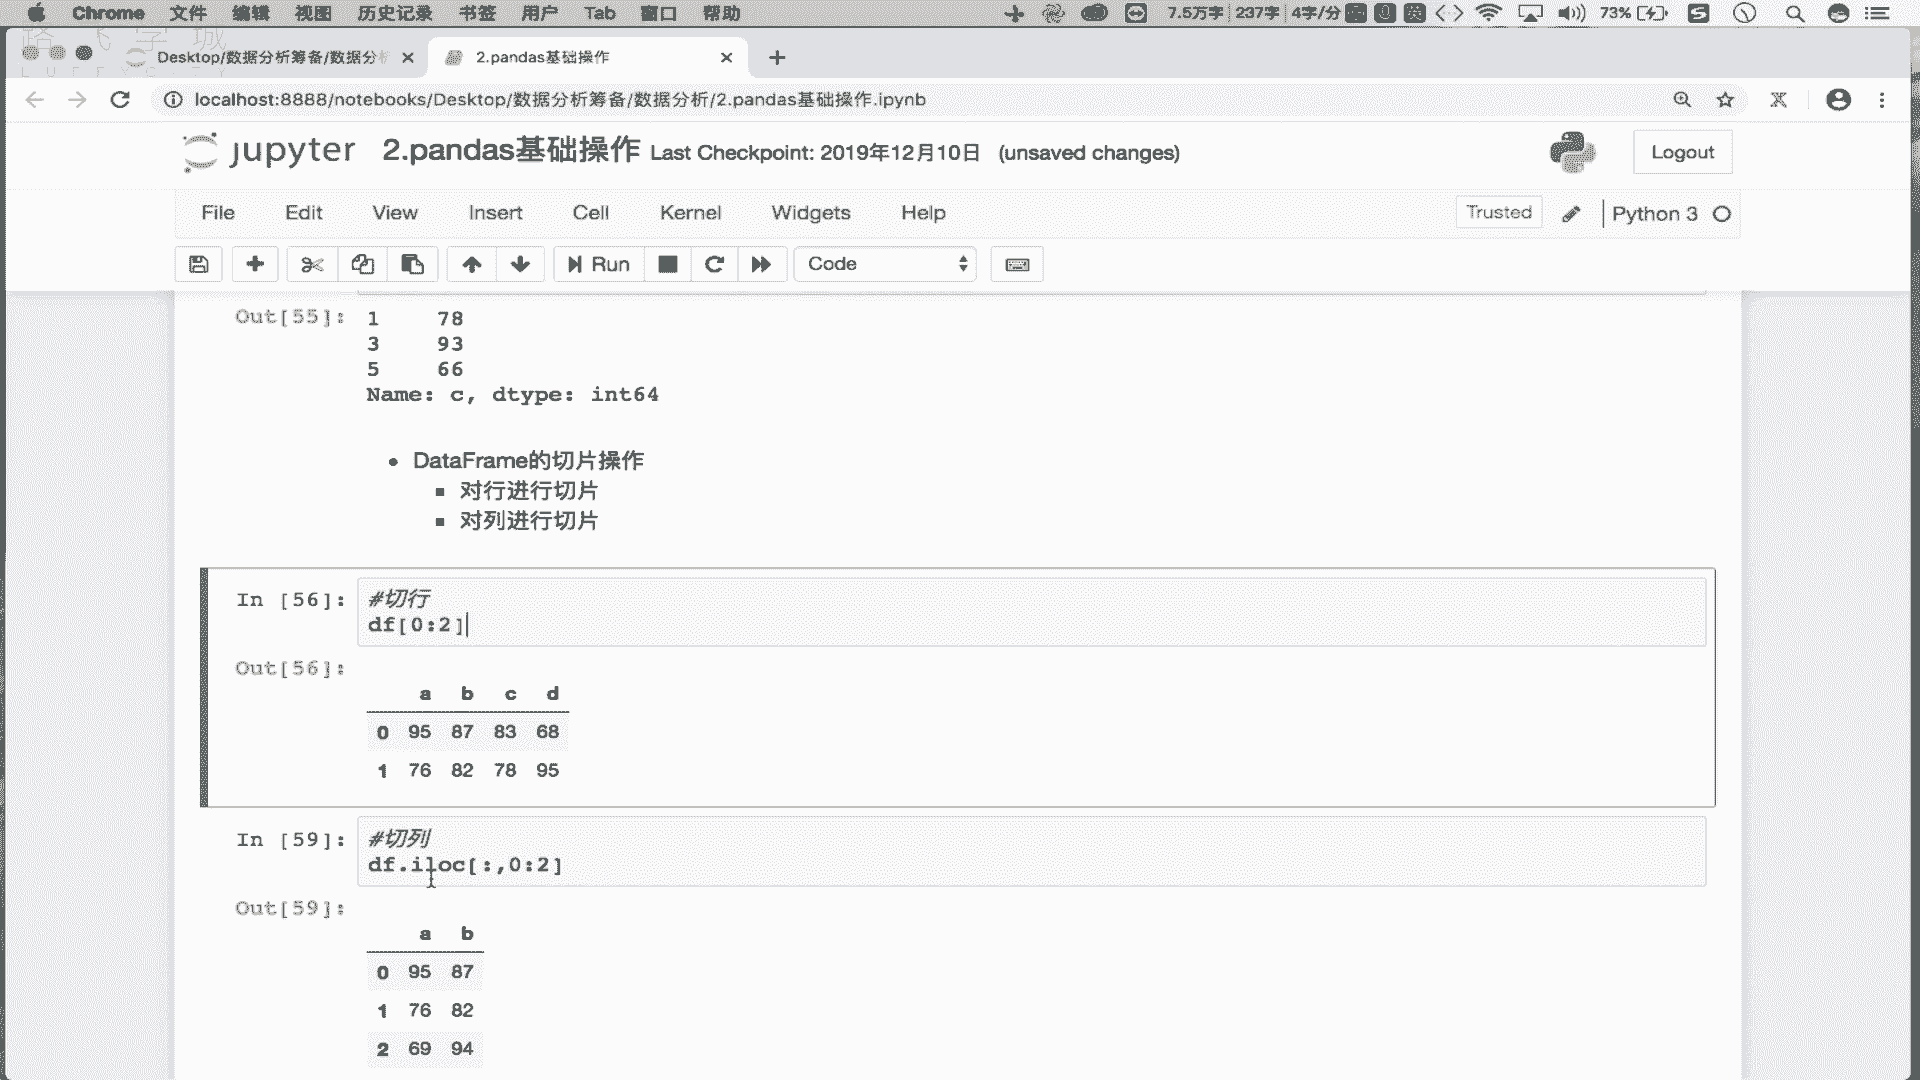 Chrome 文件 编辑 视图 历史记录 书签 用户 Tab 窗口 帮助 7.5万字 237字 4字/分 英 73%
Desktop/数据分析筹备/数据分析 2.pandas基础操作
localhost:8888/notebooks/Desktop/数据分析筹备/数据分析/2.pandas基础操作.ipynb
jupyter 2.pandas基础操作 Last Checkpoint: 2019年12月10日 (unsaved changes) Logout
File Edit View Insert Cell Kernel Widgets Help Trusted Python 3
Run Code
Out[55]: 1 78
3 93
5 66
Name: c, dtype: int64
DataFrame的切片操作
对行进行切片
对列进行切片
In [56]: #切行
df[0:2]
Out[56]:
a b c d
0 95 87 83 68
1 76 82 78 95
In [59]: #切列
df.iloc[:,0:2]
Out[59]:
a b
0 95 87
1 76 82
2 69 94